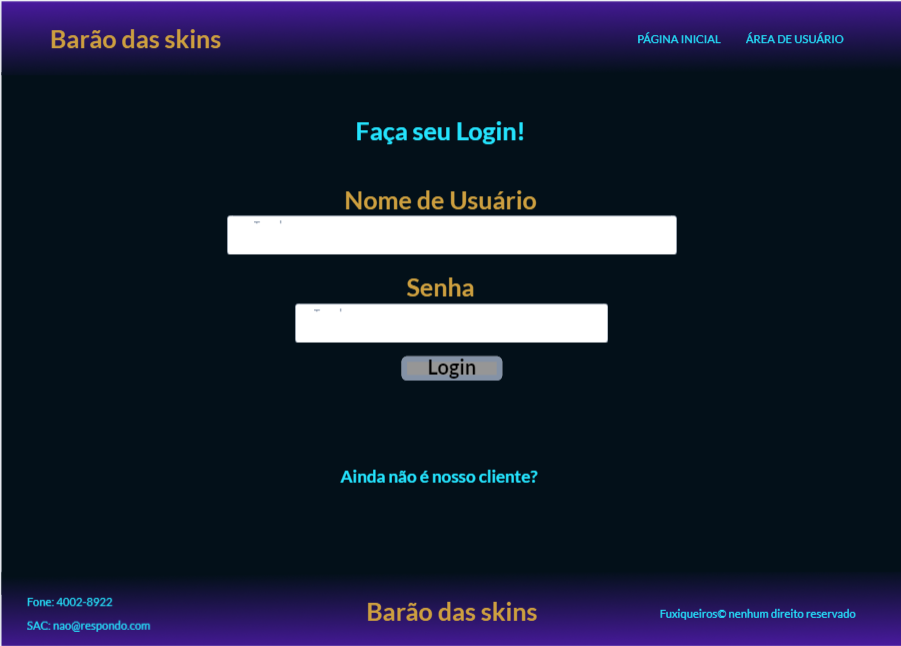 Barão das skins
PÁGINA INICIAL ÁREA DE USUÁRIO
Faça seu Login!
Nome de Usuário
Senha
Login
Ainda não é nosso cliente?
Fone: 4002-8922
SAC: nao@respondo.com
Barão das skins
Fuxiqueiros© nenhum direito reservado